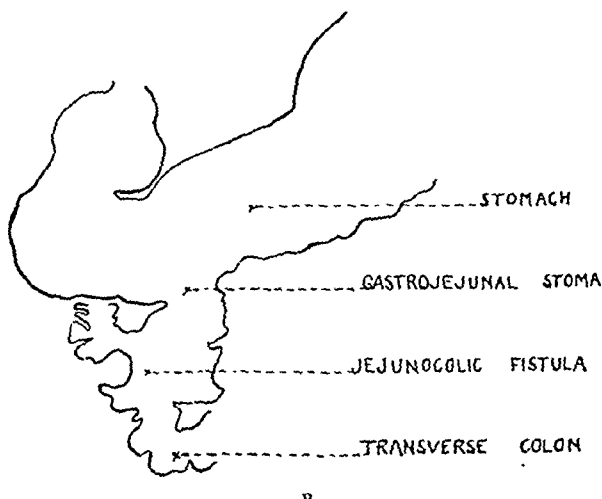 STOMACH
GASTROJEJUNAL STOMA
JEJUNOCOLIC FISTULA
TRANSVERSE COLON
B